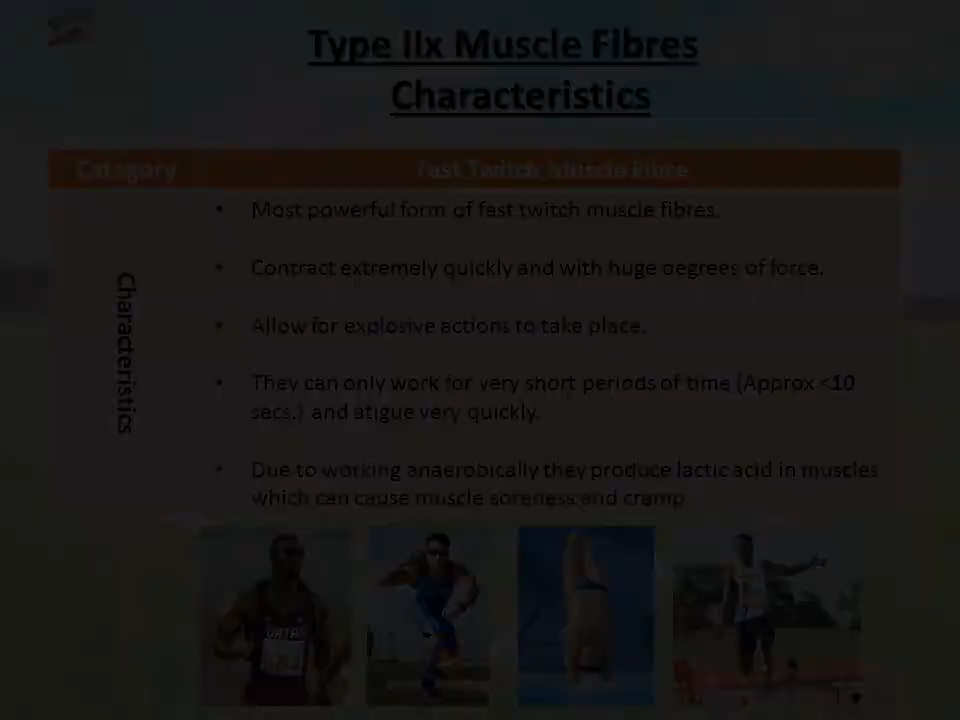 Type IIx Muscle Fibres
Characteristics
Category
Fast Twitch Muscle Fibre
Characteristics
• Most powerful form of fast twitch muscle fibres.
• Contract extremely quickly and with huge degrees of force.
• Allow for explosive actions to take place.
• They can only work for very short periods of time (Approx <10
secs.) and atigue very quickly.
• Due to working anaerobically they produce lactic acid in muscles
which can cause muscle soreness and cramp
QATAR